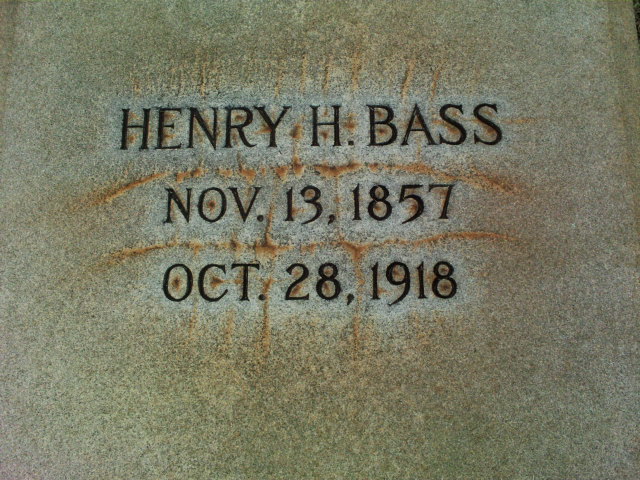 HENRY H. BASS
NOV. 13, 1857
OCT. 28, 1918